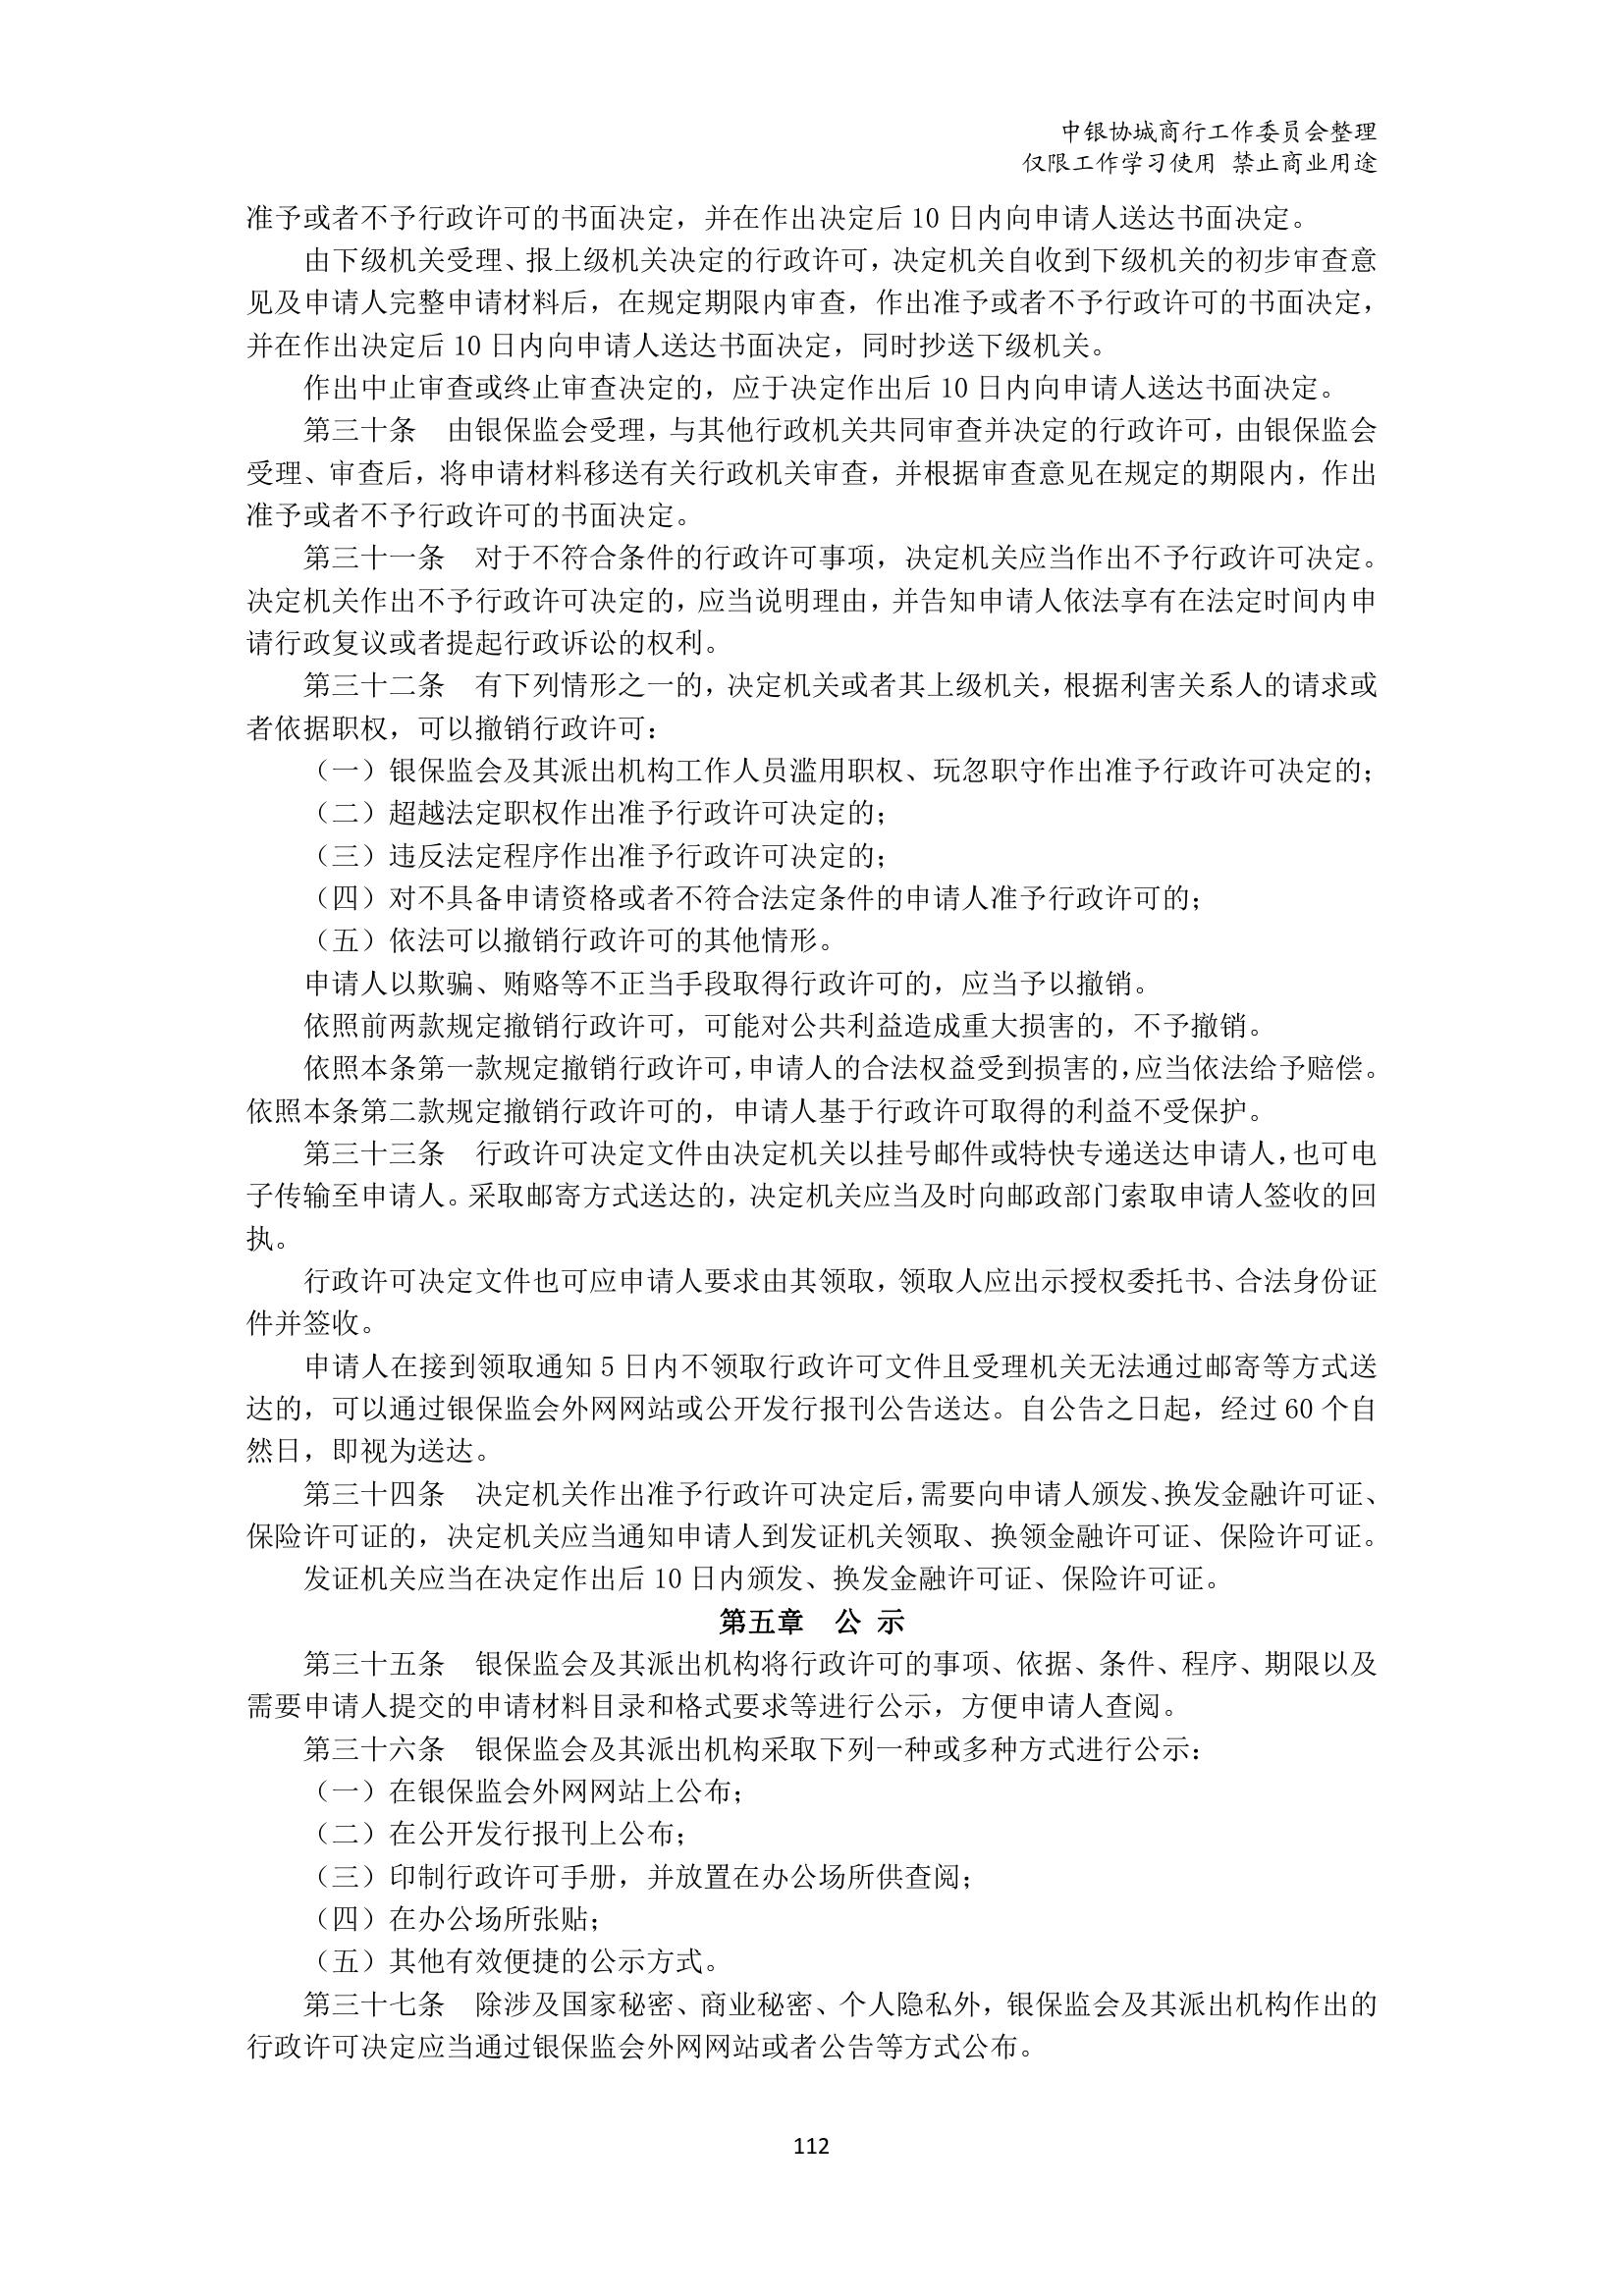 中银协城商行工作委员会整理
仅限工作学习使用 禁止商业用途
准予或者不予行政许可的书面决定，并在作出决定后 10 日内向申请人送达书面决定。
由下级机关受理、报上级机关决定的行政许可，决定机关自收到下级机关的初步审查意
见及申请人完整申请材料后，在规定期限内审查，作出准予或者不予行政许可的书面决定，
并在作出决定后 10 日内向申请人送达书面决定，同时抄送下级机关。
作出中止审查或终止审查决定的，应于决定作出后 10 日内向申请人送达书面决定。
第三十条　由银保监会受理，与其他行政机关共同审查并决定的行政许可，由银保监会
受理、审查后，将申请材料移送有关行政机关审查，并根据审查意见在规定的期限内，作出
准予或者不予行政许可的书面决定。
第三十一条　对于不符合条件的行政许可事项，决定机关应当作出不予行政许可决定。
决定机关作出不予行政许可决定的，应当说明理由，并告知申请人依法享有在法定时间内申
请行政复议或者提起行政诉讼的权利。
第三十二条　有下列情形之一的，决定机关或者其上级机关，根据利害关系人的请求或
者依据职权，可以撤销行政许可：
（一）银保监会及其派出机构工作人员滥用职权、玩忽职守作出准予行政许可决定的；
（二）超越法定职权作出准予行政许可决定的；
（三）违反法定程序作出准予行政许可决定的；
（四）对不具备申请资格或者不符合法定条件的申请人准予行政许可的；
（五）依法可以撤销行政许可的其他情形。
申请人以欺骗、贿赂等不正当手段取得行政许可的，应当予以撤销。
依照前两款规定撤销行政许可，可能对公共利益造成重大损害的，不予撤销。
依照本条第一款规定撤销行政许可，申请人的合法权益受到损害的，应当依法给予赔偿。
依照本条第二款规定撤销行政许可的，申请人基于行政许可取得的利益不受保护。
第三十三条　行政许可决定文件由决定机关以挂号邮件或特快专递送达申请人，也可电
子传输至申请人。采取邮寄方式送达的，决定机关应当及时向邮政部门索取申请人签收的回
执。
行政许可决定文件也可应申请人要求由其领取，领取人应出示授权委托书、合法身份证
件并签收。
申请人在接到领取通知 5 日内不领取行政许可文件且受理机关无法通过邮寄等方式送
达的，可以通过银保监会外网网站或公开发行报刊公告送达。自公告之日起，经过 60 个自
然日，即视为送达。
第三十四条　决定机关作出准予行政许可决定后，需要向申请人颁发、换发金融许可证、
保险许可证的，决定机关应当通知申请人到发证机关领取、换领金融许可证、保险许可证。
发证机关应当在决定作出后 10 日内颁发、换发金融许可证、保险许可证。
第五章　公 示
第三十五条　银保监会及其派出机构将行政许可的事项、依据、条件、程序、期限以及
需要申请人提交的申请材料目录和格式要求等进行公示，方便申请人查阅。
第三十六条　银保监会及其派出机构采取下列一种或多种方式进行公示：
（一）在银保监会外网网站上公布；
（二）在公开发行报刊上公布；
（三）印制行政许可手册，并放置在办公场所供查阅；
（四）在办公场所张贴；
（五）其他有效便捷的公示方式。
第三十七条　除涉及国家秘密、商业秘密、个人隐私外，银保监会及其派出机构作出的
行政许可决定应当通过银保监会外网网站或者公告等方式公布。
112